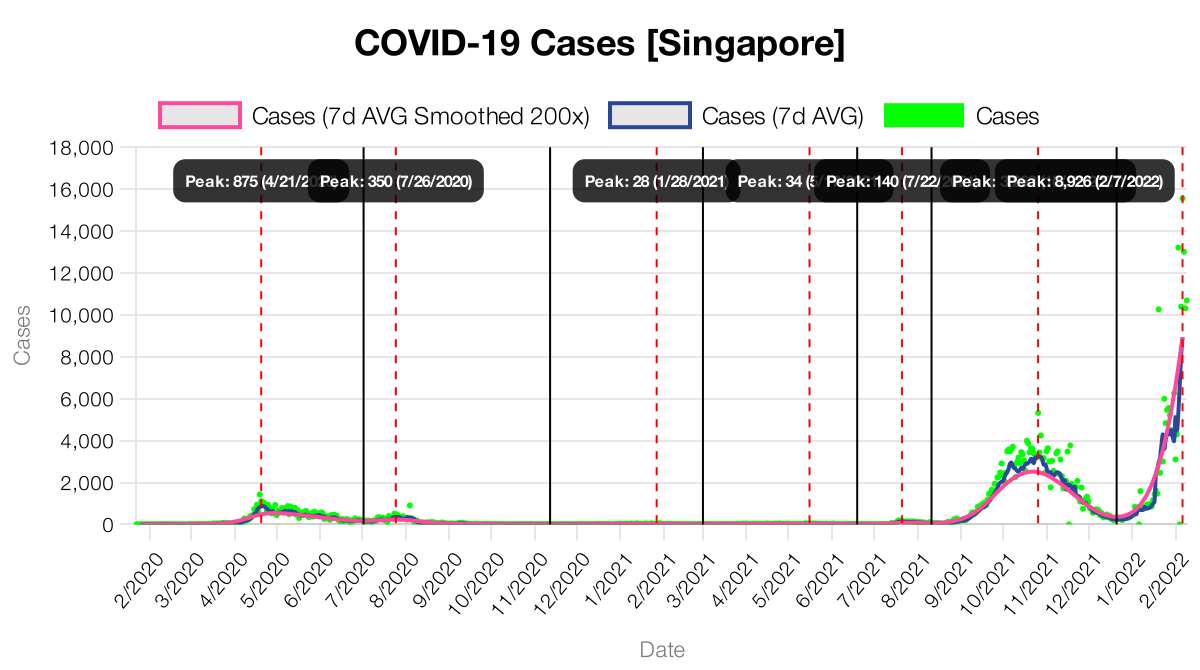 COVID-19 Cases [Singapore]
Cases (7d AVG Smoothed 200x)
Cases (7d AVG)
Cases
18,000
16,000
14,000
12,000
10,000
8,000
6,000
4,000
2,000
0
Cases
Peak: 875 (4/21/20
Peak: 350 (7/26/2020)
Peak: 28 (1/28/2021)
Peak: 34 (5/
Peak: 140 (7/22/
Peak: 3
Peak: 8,926 (2/7/2022)
2/2020
3/2020
4/2020
5/2020
6/2020
7/2020
8/2020
9/2020
10/2020
11/2020
12/2020
1/2021
2/2021
3/2021
4/2021
5/2021
6/2021
7/2021
8/2021
9/2021
10/2021
11/2021
12/2021
1/2022
2/2022
Date